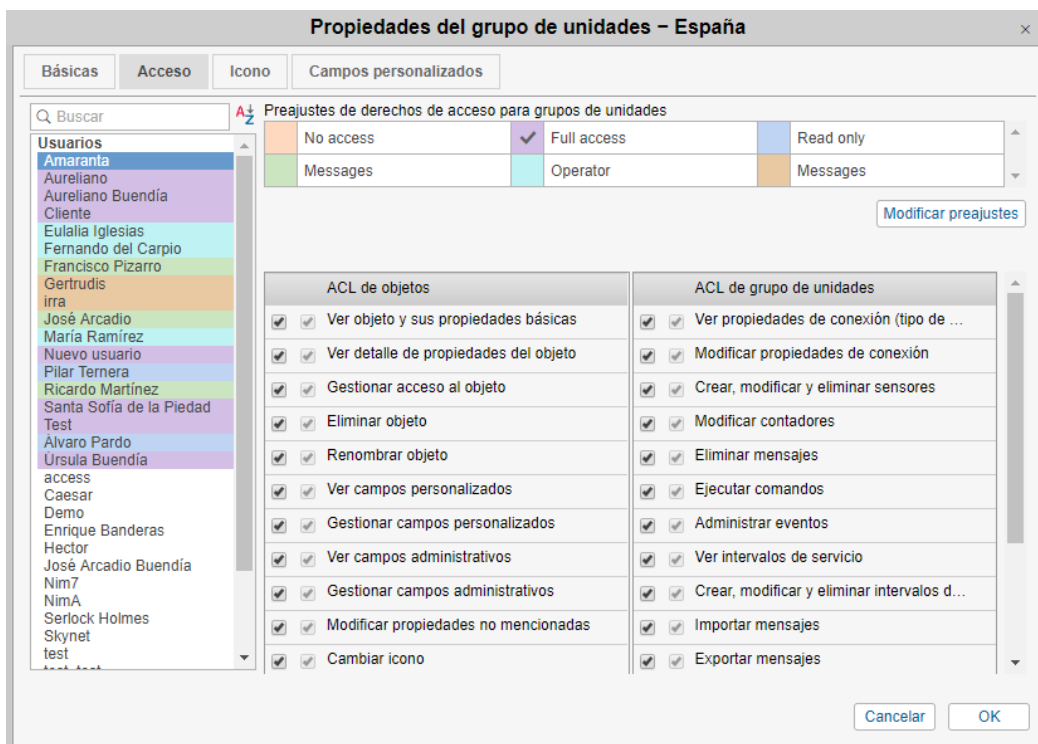 Propiedades del grupo de unidades – España
Básicas
Acceso
Icono
Campos personalizados
Buscar
Usuarios
Amaranta
Aureliano
Aureliano Buendía
Cliente
Eulalia Iglesias
Fernando del Carpio
Francisco Pizarro
Gertrudis
irra
José Arcadio
María Ramírez
Nuevo usuario
Pilar Ternera
Ricardo Martínez
Santa Sofía de la Piedad
Test
Álvaro Pardo
Úrsula Buendía
access
Caesar
Demo
Enrique Banderas
Hector
José Arcadio Buendía
Nim7
NimA
Serlock Holmes
Skynet
test
Preajustes de derechos de acceso para grupos de unidades
No access
Full access
Read only
Messages
Operator
Messages
Modificar preajustes
ACL de objetos
Ver objeto y sus propiedades básicas
Ver detalle de propiedades del objeto
Gestionar acceso al objeto
Eliminar objeto
Renombrar objeto
Ver campos personalizados
Gestionar campos personalizados
Ver campos administrativos
Gestionar campos administrativos
Modificar propiedades no mencionadas
Cambiar icono
ACL de grupo de unidades
Ver propiedades de conexión (tipo de ...
Modificar propiedades de conexión
Crear, modificar y eliminar sensores
Modificar contadores
Eliminar mensajes
Ejecutar comandos
Administrar eventos
Ver intervalos de servicio
Crear, modificar y eliminar intervalos d...
Importar mensajes
Exportar mensajes
Cancelar
OK